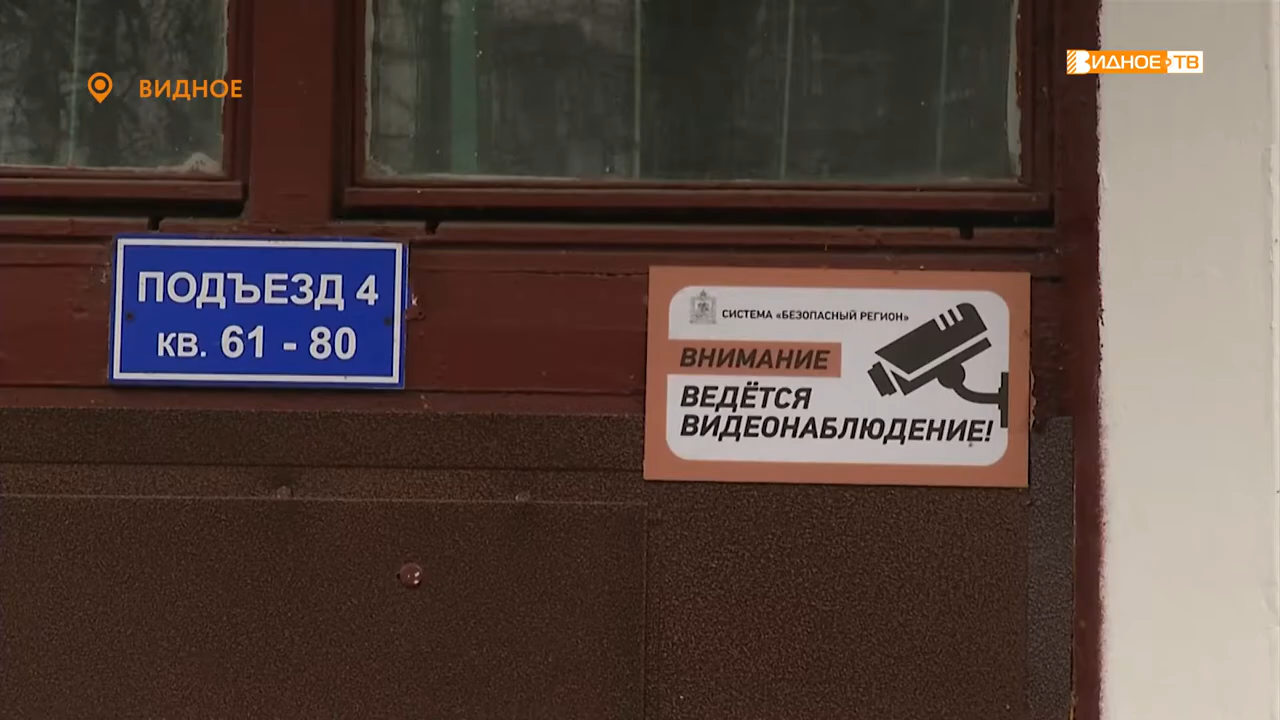 ВИДНОЕ
ВИДНОЕ ТВ
ПОДЪЕЗД 4
КВ. 61 - 80
СИСТЕМА «БЕЗОПАСНЫЙ РЕГИОН»
ВНИМАНИЕ
ВЕДЁТСЯ
ВИДЕОНАБЛЮДЕНИЕ!